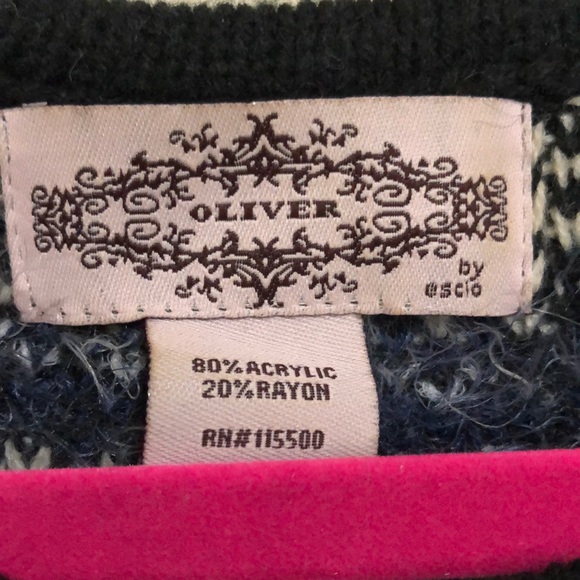 OLIVER
by
escio
80% ACRYLIC
20% RAYON
RN#115500